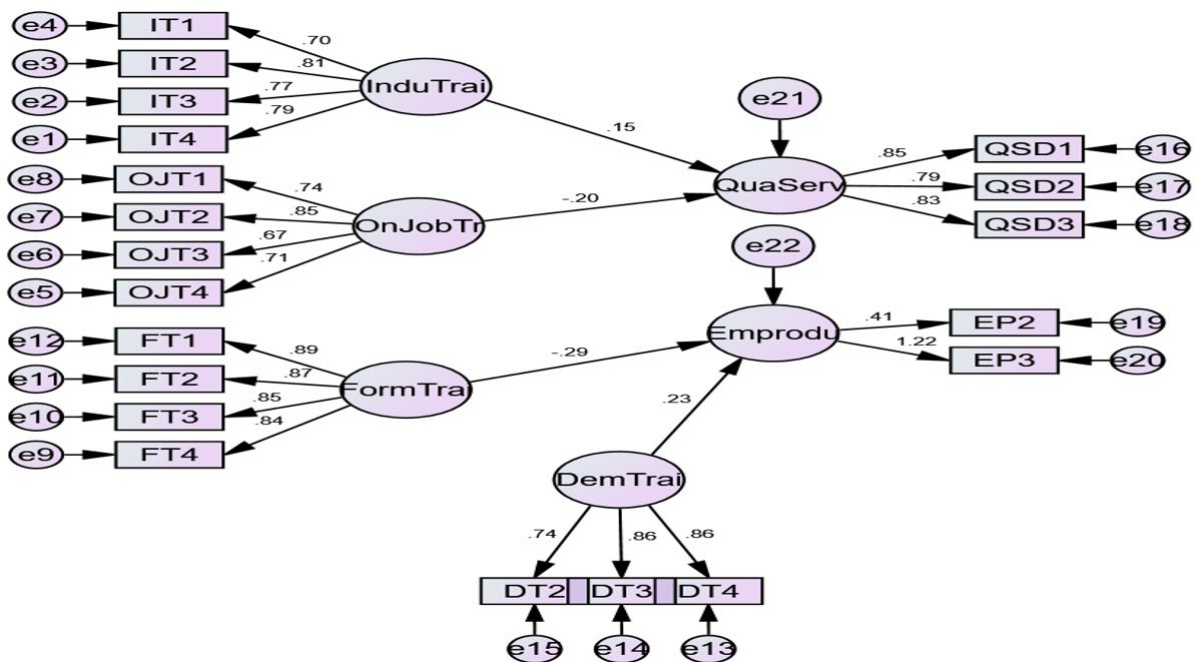 e4 IT1 .70
e3 IT2 .81
e2 IT3 .77
e1 IT4 .79
InduTrai
.15
e21
e8 OJT1 .74
e7 OJT2 .85
e6 OJT3 .67
e5 OJT4 .71
OnJobTr
-.20
QuaServ
.85 QSD1 e16
.79 QSD2 e17
.83 QSD3 e18
e22
e12 FT1 .89
e11 FT2 .87
e10 FT3 .85
e9 FT4 .84
FormTrai
-.29
Emprodu
.41 EP2 e19
1.22 EP3 e20
.23
DemTrai
.74 .86 .86
DT2 DT3 DT4
e15 e14 e13